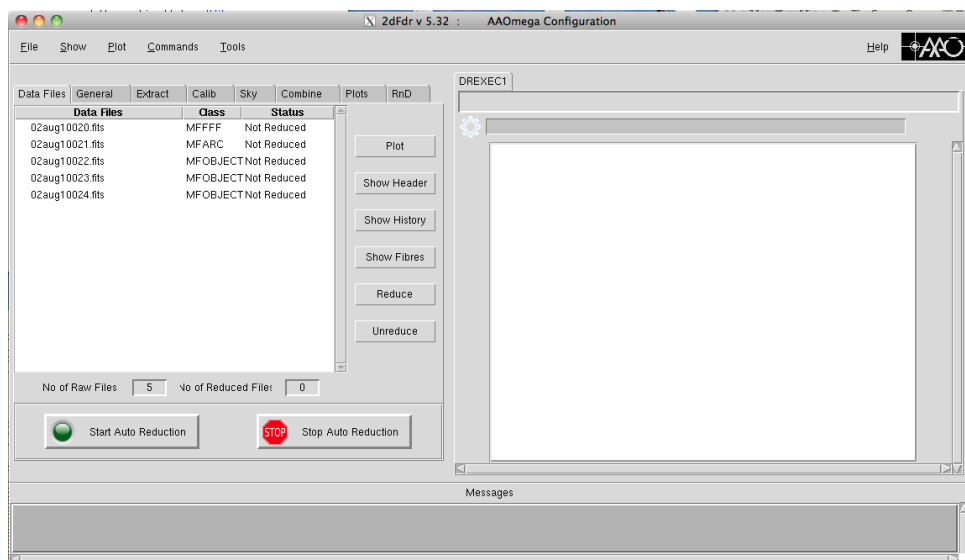 2dFdr v 5.32 : AAOmega Configuration
File Show Plot Commands Tools Help AAO
Data Files General Extract Calib Sky Combine Plots RnD
DREXEC1
Data Files Class Status
02aug10020.fits MFFFF Not Reduced
02aug10021.fits MFARC Not Reduced
02aug10022.fits MFOBJECT Not Reduced
02aug10023.fits MFOBJECT Not Reduced
02aug10024.fits MFOBJECT Not Reduced
Plot
Show Header
Show History
Show Fibres
Reduce
Unreduce
No of Raw Files 5 No of Reduced Files 0
Start Auto Reduction STOP Stop Auto Reduction
Messages